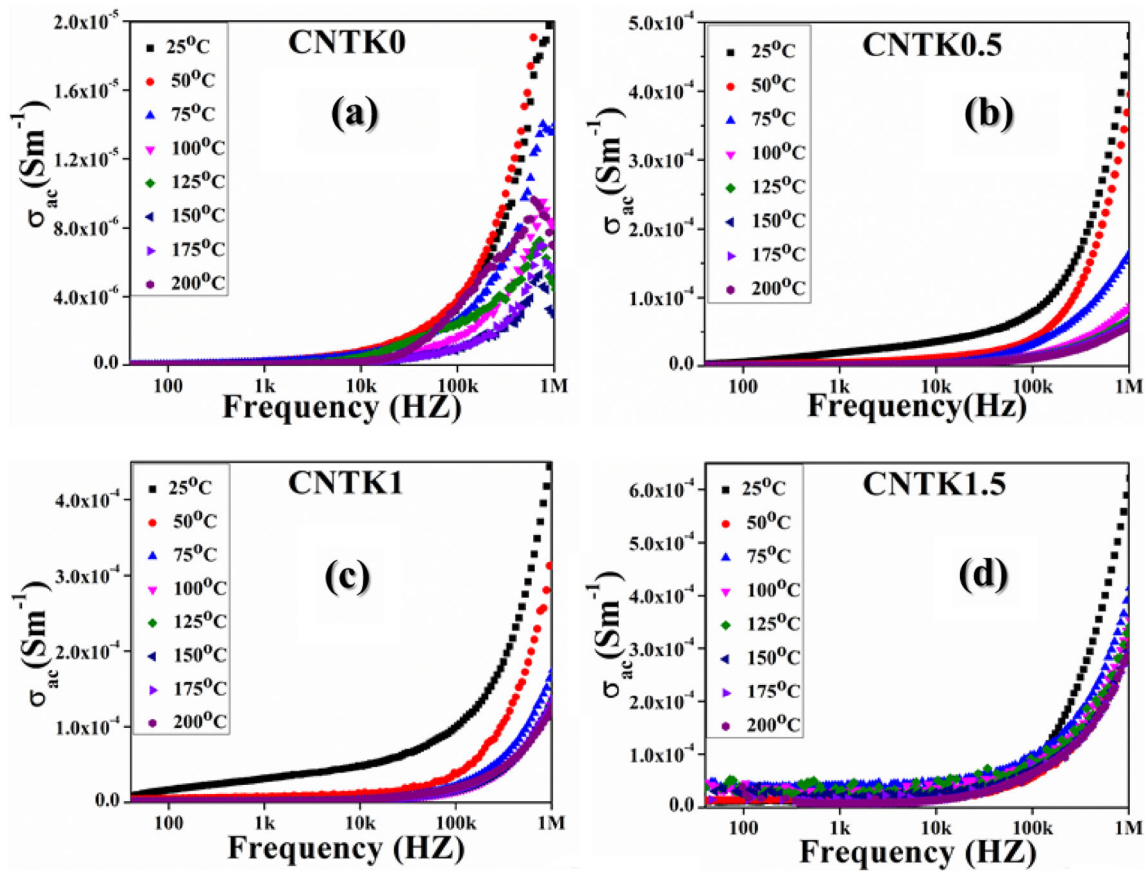 CNTK0
(a)
25°C
50°C
75°C
100°C
125°C
150°C
175°C
200°C
2.0x10⁻⁵
1.6x10⁻⁵
1.2x10⁻⁵
8.0x10⁻⁶
4.0x10⁻⁶
0.0
σac(Sm⁻¹)
100 1k 10k 100k 1M
Frequency (HZ)
CNTK0.5
(b)
25°C
50°C
75°C
100°C
125°C
150°C
175°C
200°C
5.0x10⁻⁴
4.0x10⁻⁴
3.0x10⁻⁴
2.0x10⁻⁴
1.0x10⁻⁴
0.0
σac(Sm⁻¹)
100 1k 10k 100k 1M
Frequency(Hz)
CNTK1
(c)
25°C
50°C
75°C
100°C
125°C
150°C
175°C
200°C
4.0x10⁻⁴
3.0x10⁻⁴
2.0x10⁻⁴
1.0x10⁻⁴
0.0
σac(Sm⁻¹)
100 1k 10k 100k 1M
Frequency (HZ)
CNTK1.5
(d)
25°C
50°C
75°C
100°C
125°C
150°C
175°C
200°C
6.0x10⁻⁴
5.0x10⁻⁴
4.0x10⁻⁴
3.0x10⁻⁴
2.0x10⁻⁴
1.0x10⁻⁴
0.0
σac(Sm⁻¹)
100 1k 10k 100k 1M
Frequency (HZ)